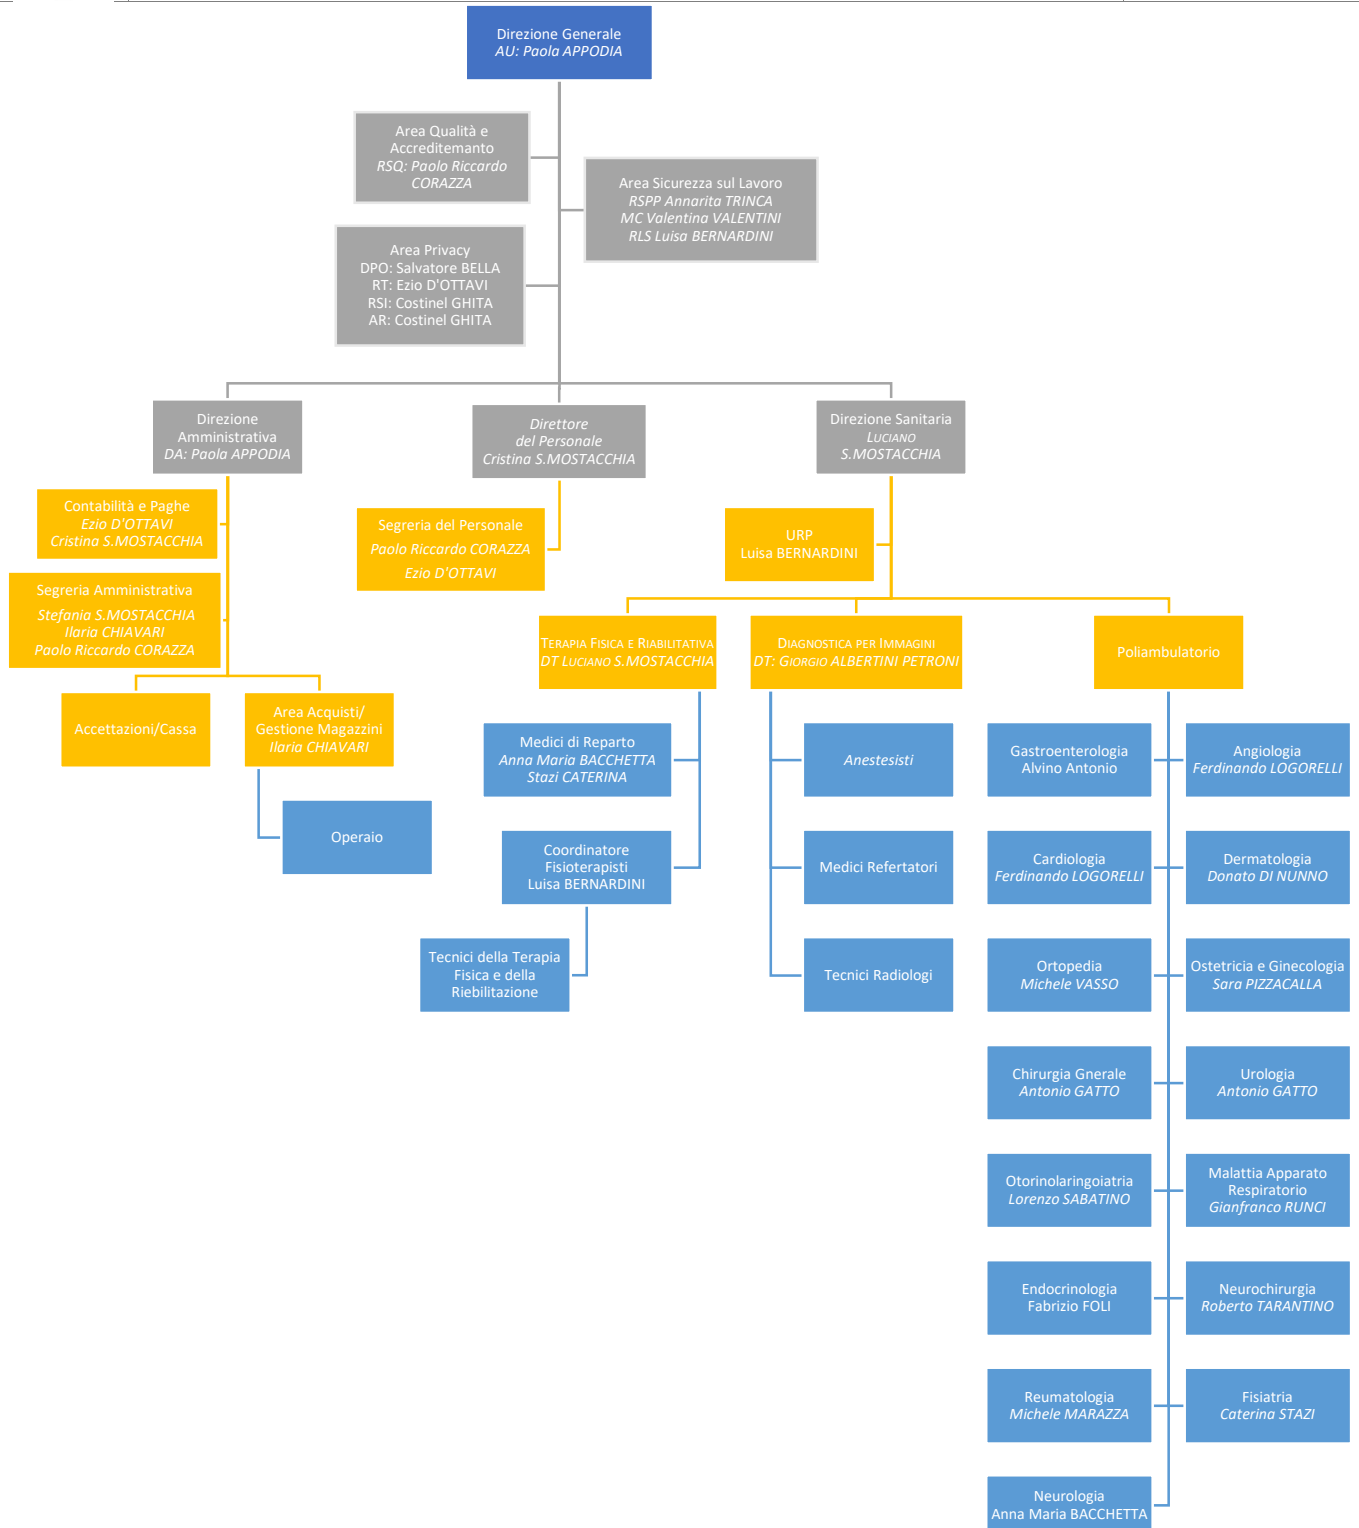 Direzione Generale
AU: Paola APPODIA
Area Qualità e
Accreditemanto
RSQ: Paolo Riccardo
CORAZZA
Area Sicurezza sul Lavoro
RSPP Annarita TRINCA
MC Valentina VALENTINI
RLS Luisa BERNARDINI
Area Privacy
DPO: Salvatore BELLA
RT: Ezio D'OTTAVI
RSI: Costinel GHITA
AR: Costinel GHITA
Direzione
Amministrativa
DA: Paola APPODIA
Direttore
del Personale
Cristina S.MOSTACCHIA
Direzione Sanitaria
LUCIANO
S.MOSTACCHIA
Contabilità e Paghe
Ezio D'OTTAVI
Cristina S.MOSTACCHIA
Segreria del Personale
Paolo Riccardo CORAZZA
Ezio D'OTTAVI
URP
Luisa BERNARDINI
Segreria Amministrativa
Stefania S.MOSTACCHIA
Ilaria CHIAVARI
Paolo Riccardo CORAZZA
TERAPIA FISICA E RIABILITATIVA
DT LUCIANO S.MOSTACCHIA
DIAGNOSTICA PER IMMAGINI
DT: GIORGIO ALBERTINI PETRONI
Poliambulatorio
Accettazioni/Cassa
Area Acquisti/
Gestione Magazzini
Ilaria CHIAVARI
Operaio
Medici di Reparto
Anna Maria BACCHETTA
Stazi CATERINA
Coordinatore
Fisioterapisti
Luisa BERNARDINI
Tecnici della Terapia
Fisica e della
Riebilitazione
Anestesisti
Medici Refertatori
Tecnici Radiologi
Gastroenterologia
Alvino Antonio
Angiologia
Ferdinando LOGORELLI
Cardiologia
Ferdinando LOGORELLI
Dermatologia
Donato DI NUNNO
Ortopedia
Michele VASSO
Ostetricia e Ginecologia
Sara PIZZACALLA
Chirurgia Gnerale
Antonio GATTO
Urologia
Antonio GATTO
Otorinolaringoiatria
Lorenzo SABATINO
Malattia Apparato
Respiratorio
Gianfranco RUNCI
Endocrinologia
Fabrizio FOLI
Neurochirurgia
Roberto TARANTINO
Reumatologia
Michele MARAZZA
Fisiatria
Caterina STAZI
Neurologia
Anna Maria BACCHETTA